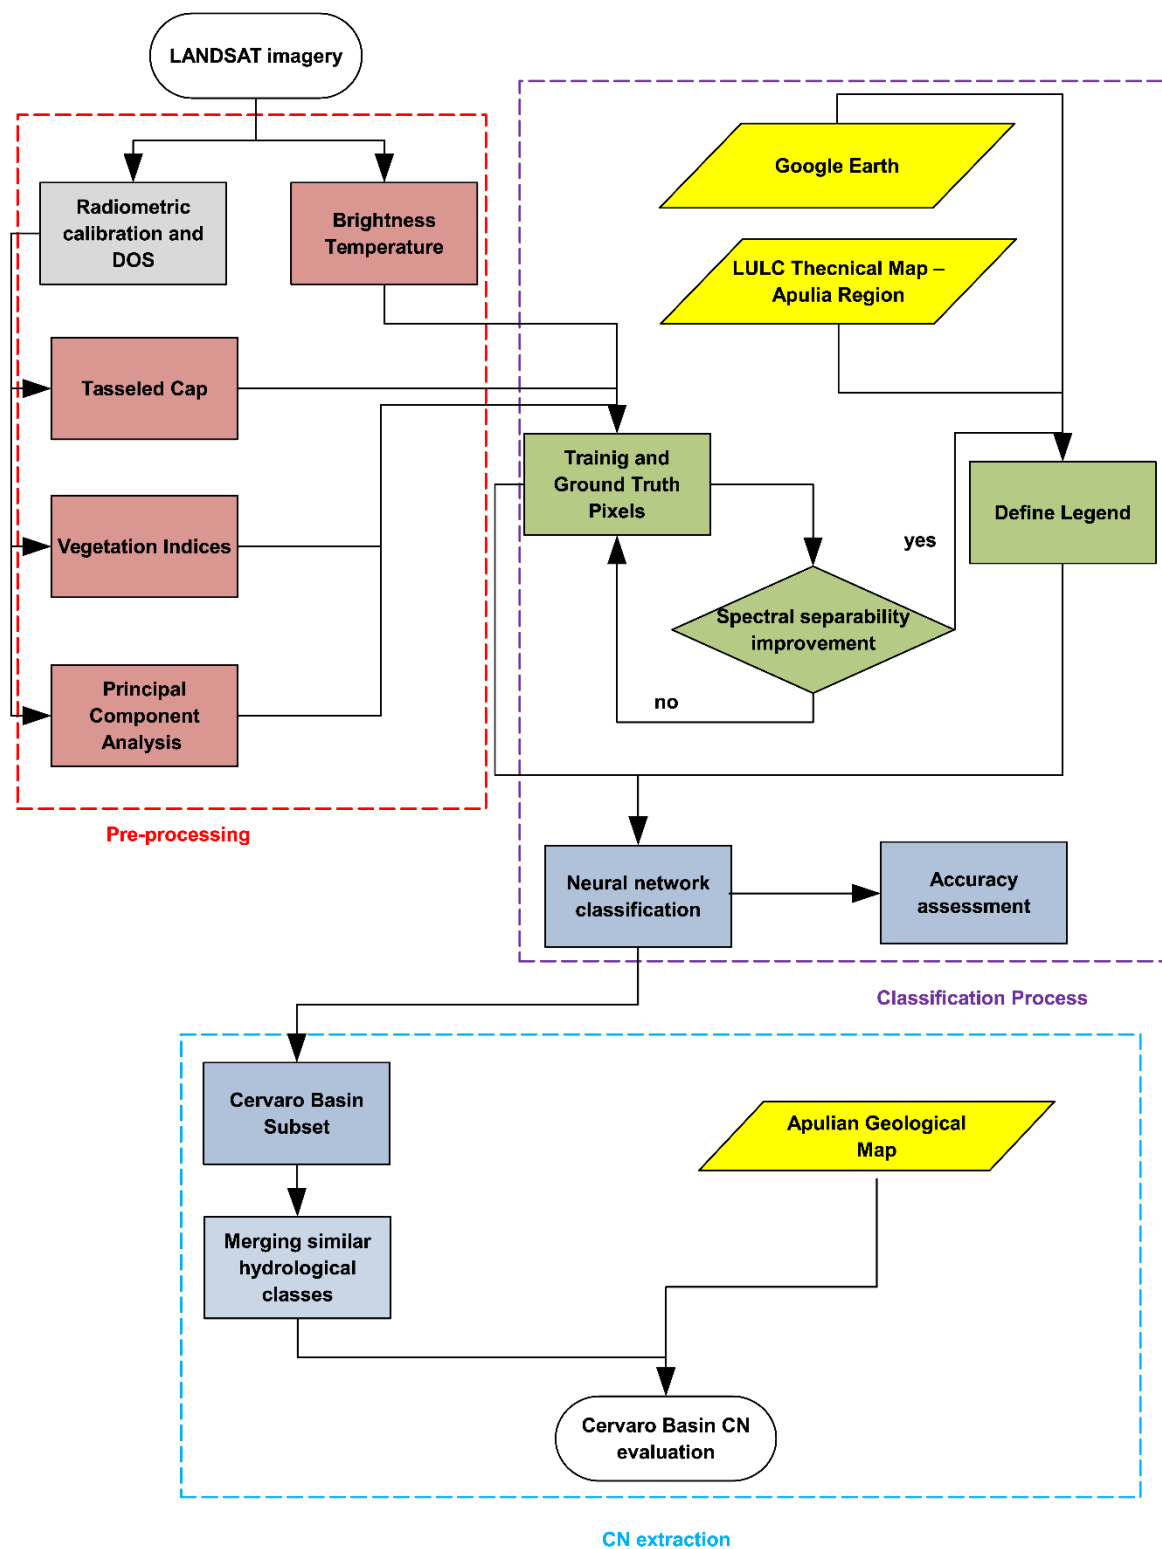 LANDSAT imagery
Radiometric
calibration and
DOS
Brightness
Temperature
Tasseled Cap
Vegetation Indices
Principal
Component
Analysis
Pre-processing
Google Earth
LULC Thecnical Map –
Apulia Region
Trainig and
Ground Truth
Pixels
Define Legend
yes
Spectral separability
improvement
no
Neural network
classification
Accuracy
assessment
Classification Process
Cervaro Basin
Subset
Apulian Geological
Map
Merging similar
hydrological
classes
Cervaro Basin CN
evaluation
CN extraction